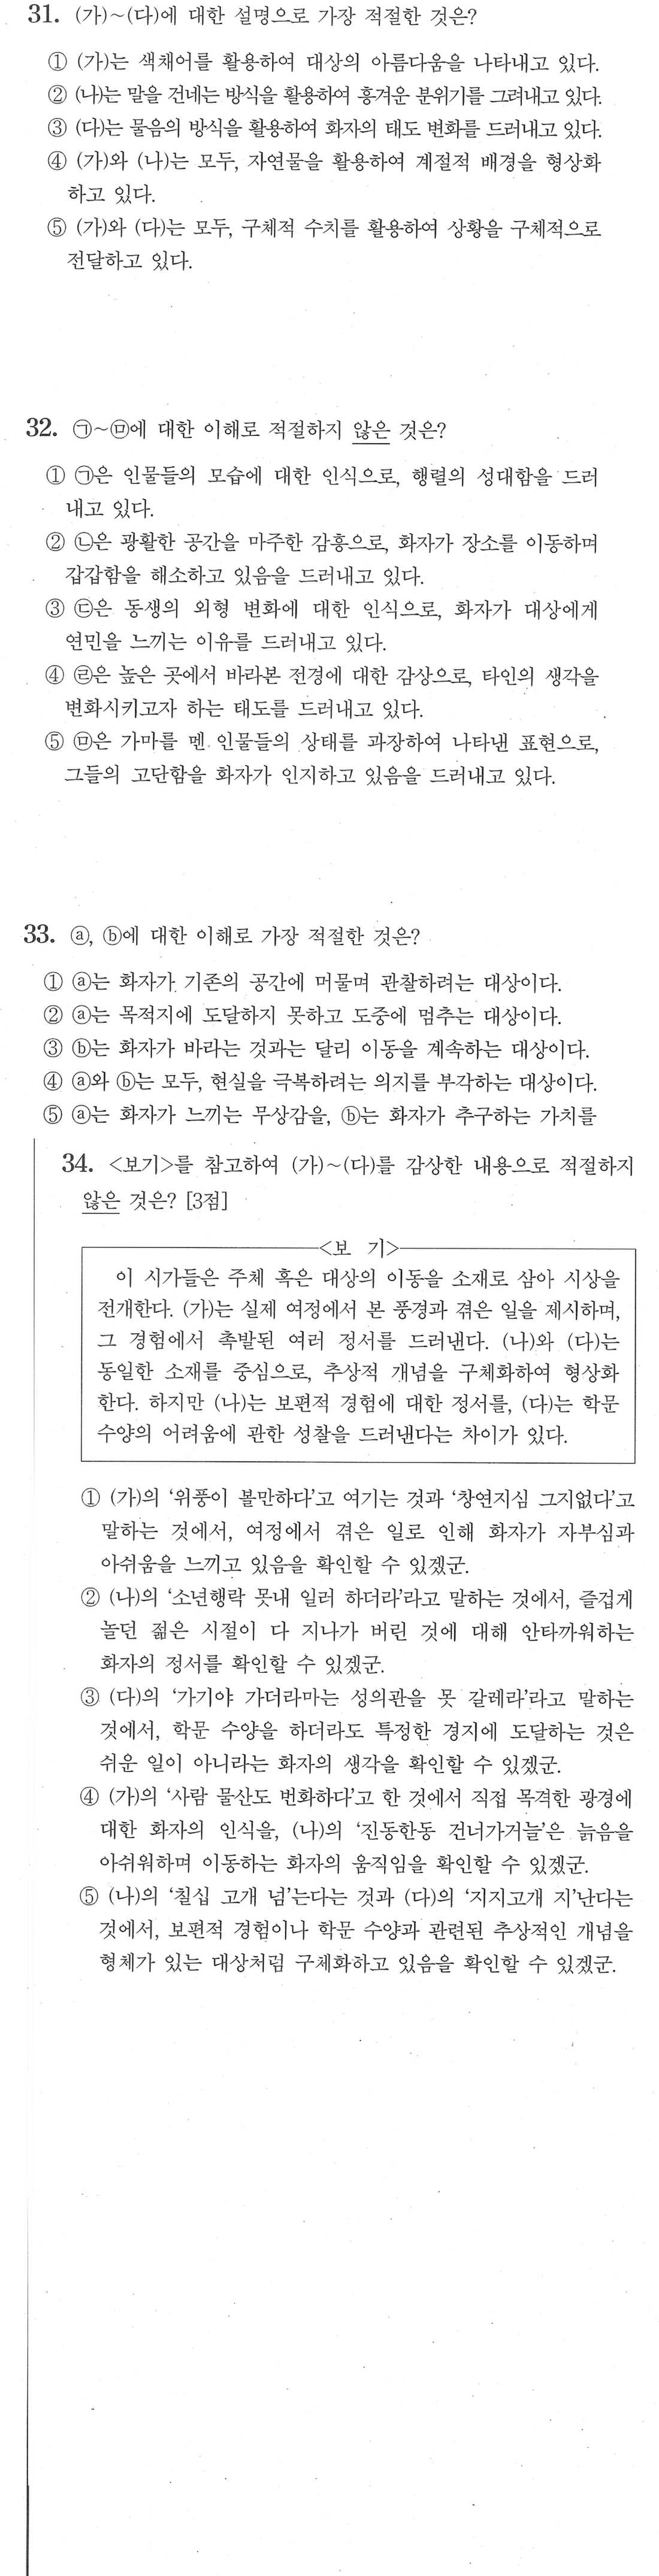 31. (가)~(다)에 대한 설명으로 가장 적절한 것은?
① (가)는 색채어를 활용하여 대상의 아름다움을 나타내고 있다.
② (나)는 말을 건네는 방식을 활용하여 흥겨운 분위기를 그려내고 있다.
③ (다)는 물음의 방식을 활용하여 화자의 태도 변화를 드러내고 있다.
④ (가)와 (나)는 모두, 자연물을 활용하여 계절적 배경을 형상화
하고 있다.
⑤ (가)와 (다)는 모두, 구체적 수치를 활용하여 상황을 구체적으로
전달하고 있다.
32. ㉠~㉤에 대한 이해로 적절하지 않은 것은?
① ㉠은 인물들의 모습에 대한 인식으로, 행렬의 성대함을 드러
내고 있다.
② ㉡은 광활한 공간을 마주한 감흥으로, 화자가 장소를 이동하며
갑갑함을 해소하고 있음을 드러내고 있다.
③ ㉢은 동생의 외형 변화에 대한 인식으로, 화자가 대상에게
연민을 느끼는 이유를 드러내고 있다.
④ ㉣은 높은 곳에서 바라본 전경에 대한 감상으로, 타인의 생각을
변화시키고자 하는 태도를 드러내고 있다.
⑤ ㉤은 가마를 멘 인물들의 상태를 과장하여 나타낸 표현으로,
그들의 고단함을 화자가 인지하고 있음을 드러내고 있다.
33. ⓐ, ⓑ에 대한 이해로 가장 적절한 것은?
① ⓐ는 화자가 기존의 공간에 머물며 관찰하려는 대상이다.
② ⓐ는 목적지에 도달하지 못하고 도중에 멈추는 대상이다.
③ ⓑ는 화자가 바라는 것과는 달리 이동을 계속하는 대상이다.
④ ⓐ와 ⓑ는 모두, 현실을 극복하려는 의지를 부각하는 대상이다.
⑤ ⓐ는 화자가 느끼는 무상감을, ⓑ는 화자가 추구하는 가치를
34. <보기>를 참고하여 (가)~(다)를 감상한 내용으로 적절하지
않은 것은? [3점]
<보 기>
이 시가들은 주체 혹은 대상의 이동을 소재로 삼아 시상을
전개한다. (가)는 실제 여정에서 본 풍경과 겪은 일을 제시하며,
그 경험에서 촉발된 여러 정서를 드러낸다. (나)와 (다)는
동일한 소재를 중심으로, 추상적 개념을 구체화하여 형상화
한다. 하지만 (나)는 보편적 경험에 대한 정서를, (다)는 학문
수양의 어려움에 관한 성찰을 드러낸다는 차이가 있다.
① (가)의 ‘위풍이 볼만하다’고 여기는 것과 ‘창연지심 그지없다’고
말하는 것에서, 여정에서 겪은 일로 인해 화자가 자부심과
아쉬움을 느끼고 있음을 확인할 수 있겠군.
② (나)의 ‘소년행락 못내 일러 하더라’라고 말하는 것에서, 즐겁게
놀던 젊은 시절이 다 지나가 버린 것에 대해 안타까워하는
화자의 정서를 확인할 수 있겠군.
③ (다)의 ‘가기야 가더라마는 성의관을 못 갈레라’라고 말하는
것에서, 학문 수양을 하더라도 특정한 경지에 도달하는 것은
쉬운 일이 아니라는 화자의 생각을 확인할 수 있겠군.
④ (가)의 ‘사람 물산도 번화하다’고 한 것에서 직접 목격한 광경에
대한 화자의 인식을, (나)의 ‘진동한동 건너가거늘’은 늙음을
아쉬워하며 이동하는 화자의 움직임을 확인할 수 있겠군.
⑤ (나)의 ‘칠십 고개 넘’는다는 것과 (다)의 ‘지지고개 지’난다는
것에서, 보편적 경험이나 학문 수양과 관련된 추상적인 개념을
형체가 있는 대상처럼 구체화하고 있음을 확인할 수 있겠군.